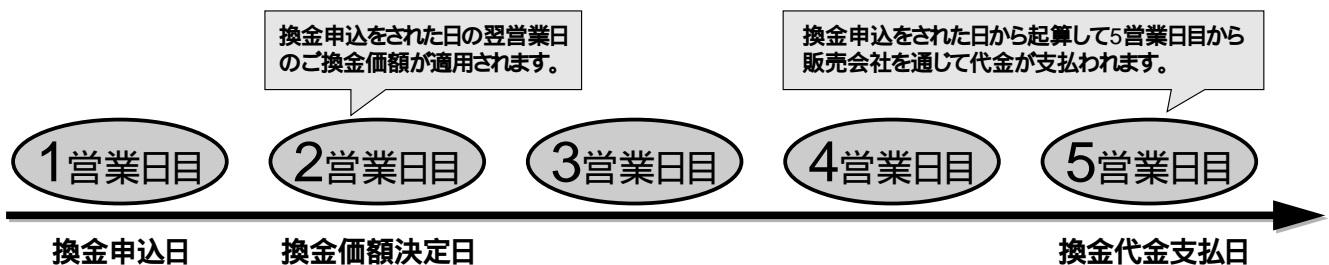 換金申込をされた日の翌営業日
のご換金価額が適用されます。
換金申込をされた日から起算して5営業日目から
販売会社を通じて代金が支払われます。
1営業日目
2営業日目
3営業日目
4営業日目
5営業日目
換金申込日
換金価額決定日
換金代金支払日